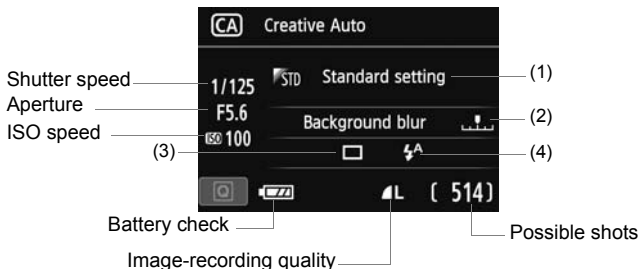 CA Creative Auto
Shutter speed
1/125
STD Standard setting
(1)
Aperture
F5.6
Background blur
(2)
ISO speed
ISO 100
(3)
A
(4)
Q
L
( 514)
Battery check
Possible shots
Image-recording quality